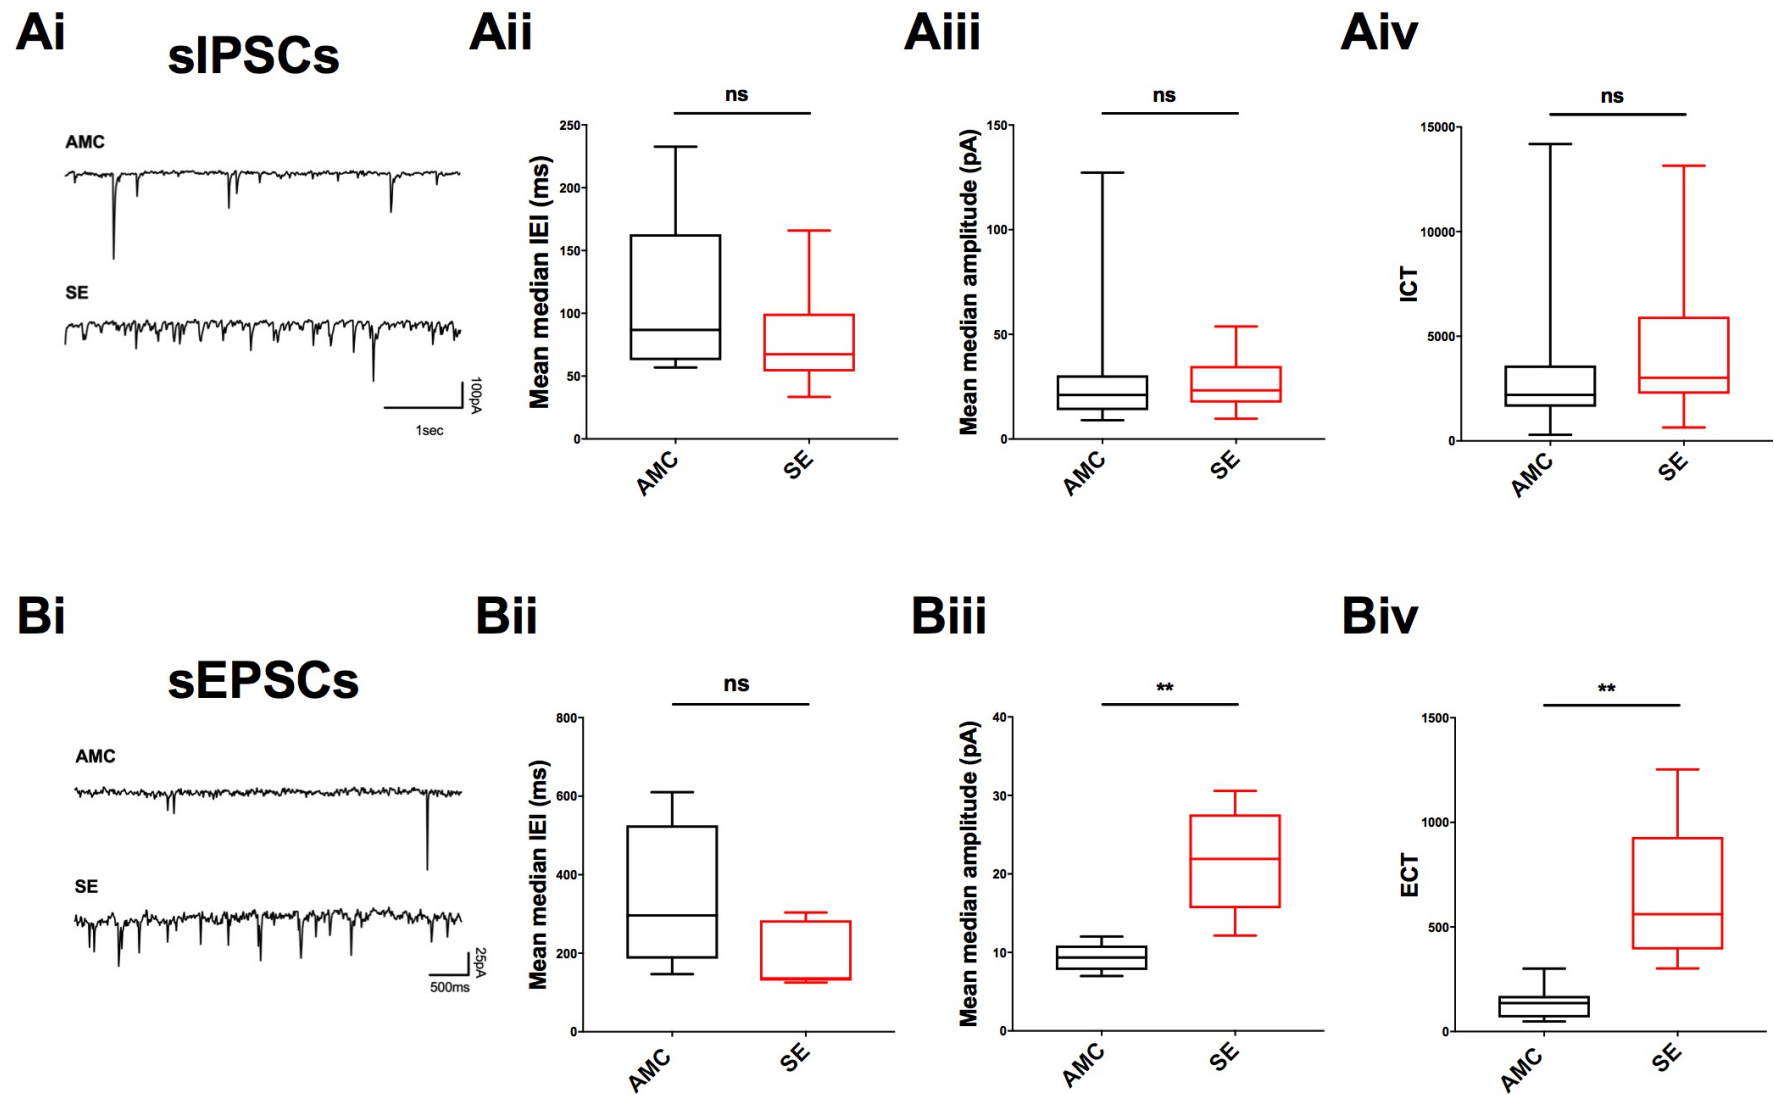 Ai
sIPSCs
AMC
SE
100pA
1sec
Aii
ns
Mean median IEI (ms)
250
200
150
100
50
0
AMC
SE
Aiii
ns
Mean median amplitude (pA)
150
100
50
0
AMC
SE
Aiv
ns
ICT
15000
10000
5000
0
AMC
SE
Bi
sEPSCs
AMC
SE
25pA
500ms
Bii
ns
Mean median IEI (ms)
800
600
400
200
0
AMC
SE
Biii
**
Mean median amplitude (pA)
40
30
20
10
0
AMC
SE
Biv
**
ECT
1500
1000
500
0
AMC
SE